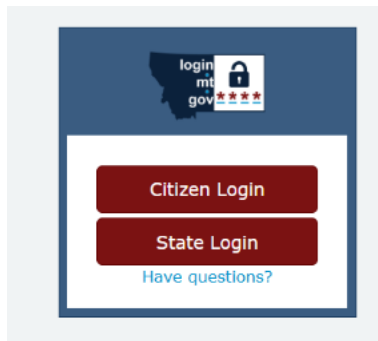 login
mt
gov
****
Citizen Login
State Login
Have questions?